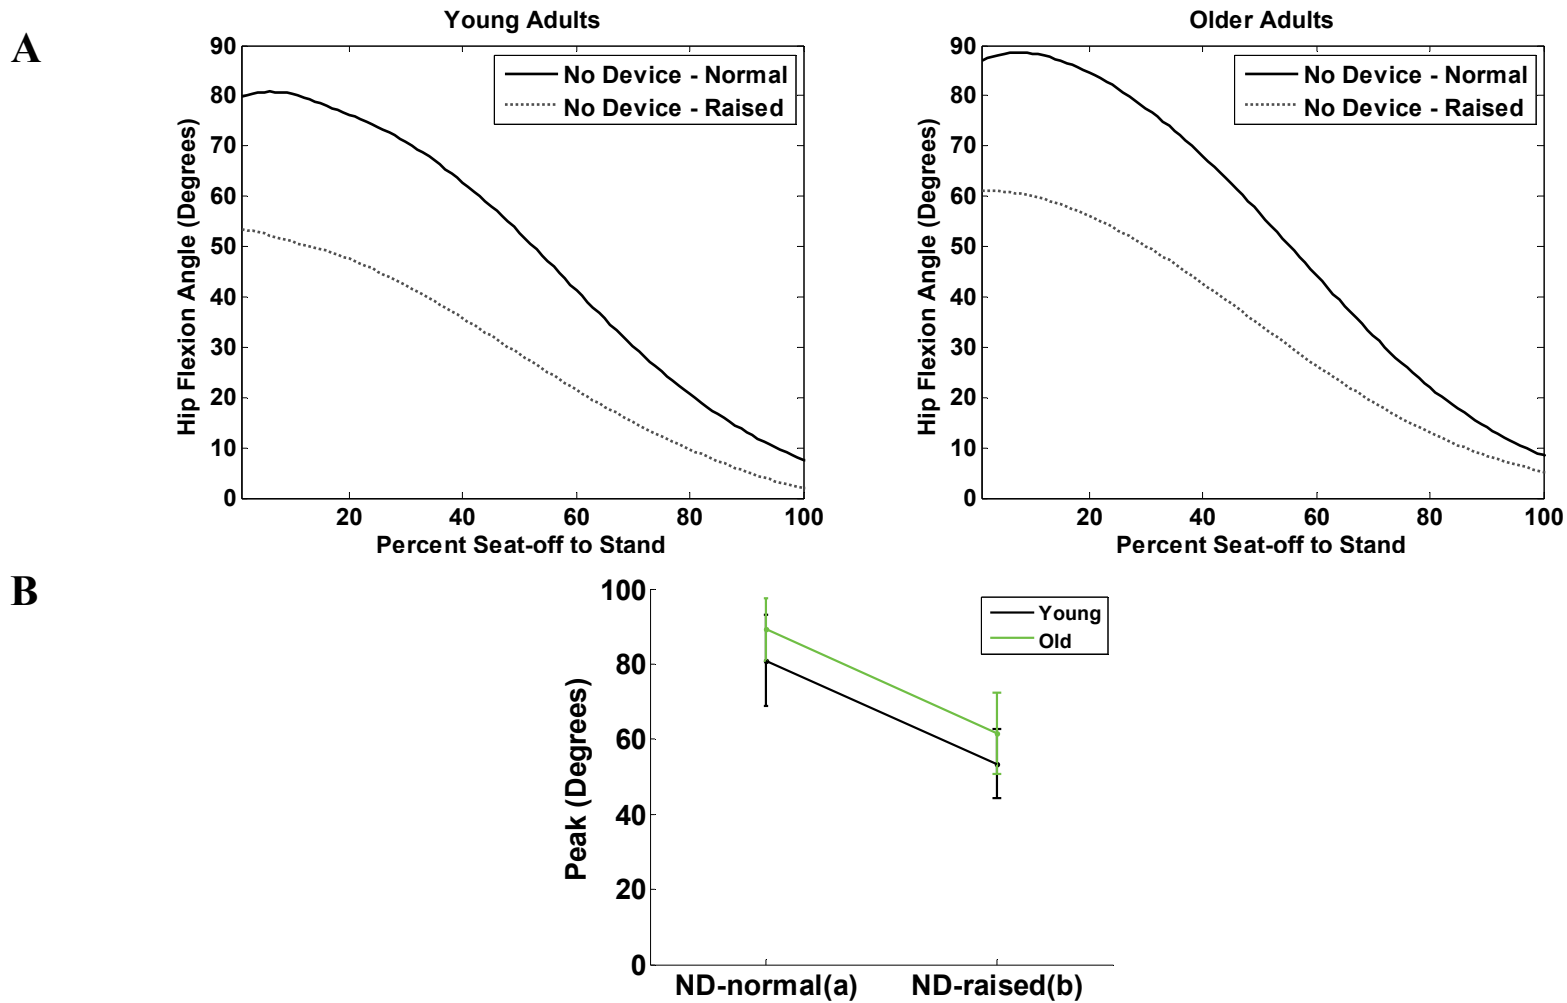 A
Young Adults
90
80
70
60
50
40
30
20
10
0
Hip Flexion Angle (Degrees)
No Device - Normal
No Device - Raised
20 40 60 80 100
Percent Seat-off to Stand
Older Adults
90
80
70
60
50
40
30
20
10
0
Hip Flexion Angle (Degrees)
No Device - Normal
No Device - Raised
20 40 60 80 100
Percent Seat-off to Stand
B
100
80
60
40
20
0
Peak (Degrees)
Young
Old
ND-normal(a) ND-raised(b)